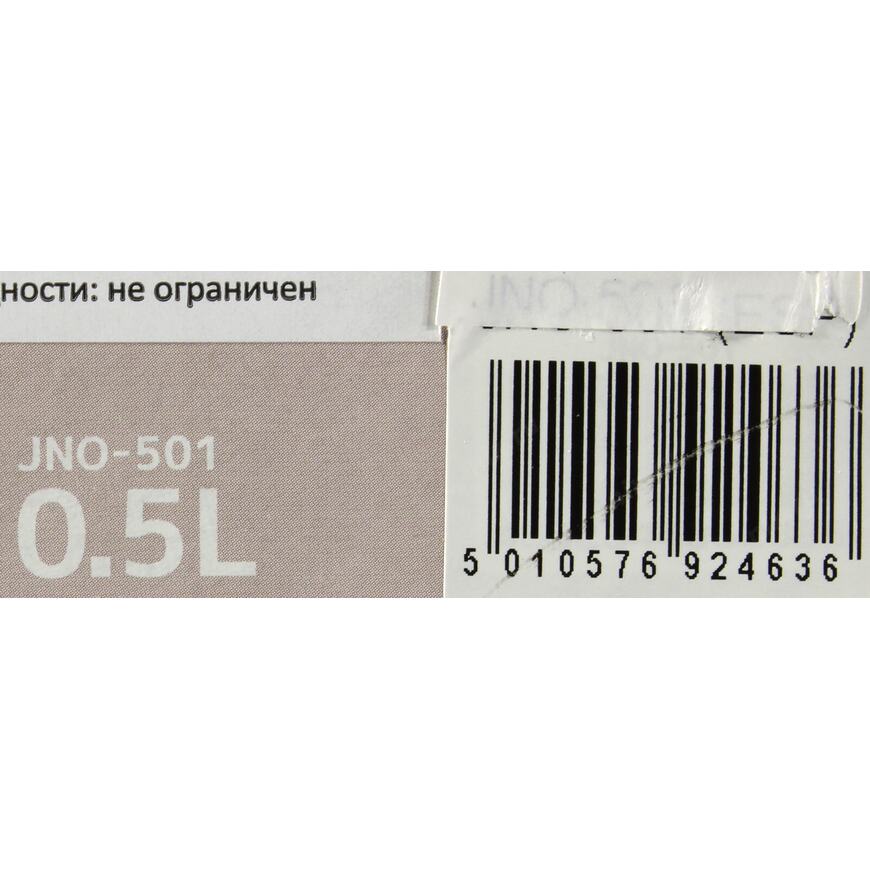 ности: не ограничен
JNO-501
0.5L
5 010576 924636